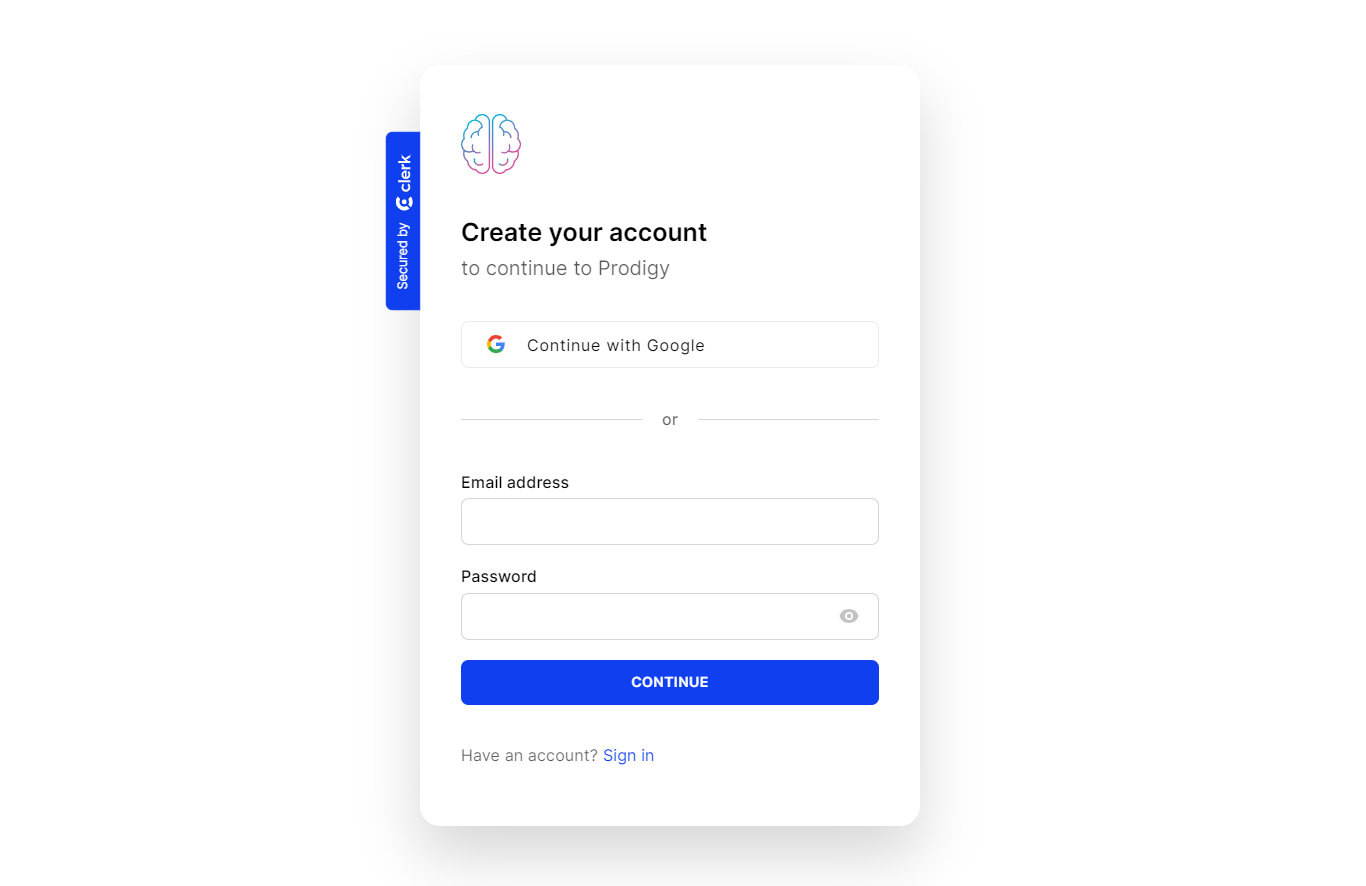 Secured by clerk
Create your account
to continue to Prodigy
Continue with Google
or
Email address
Password
CONTINUE
Have an account? Sign in